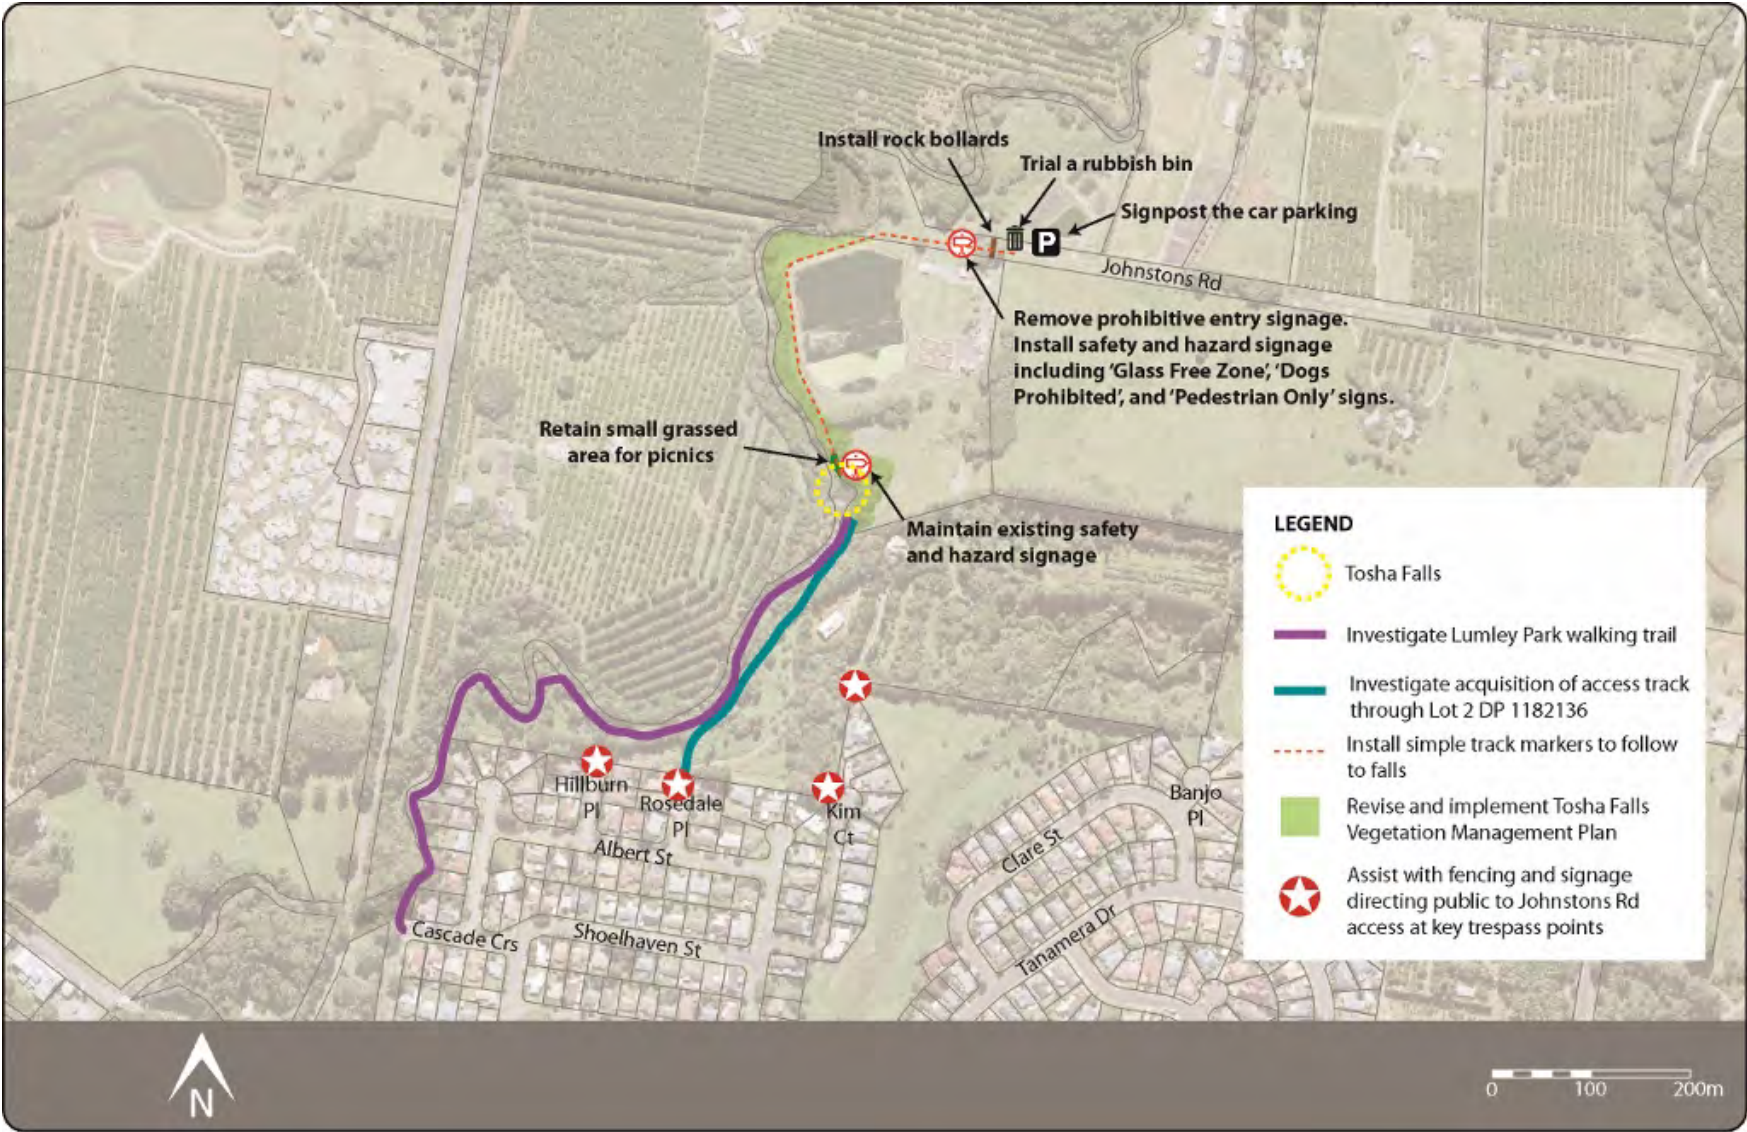 Install rock bollards
Trial a rubbish bin
Signpost the car parking
P
Johnstons Rd
Remove prohibitive entry signage.
Install safety and hazard signage
including ‘Glass Free Zone’, ‘Dogs
Prohibited’, and ‘Pedestrian Only’ signs.
Retain small grassed
area for picnics
Maintain existing safety
and hazard signage
LEGEND
Tosha Falls
Investigate Lumley Park walking trail
Investigate acquisition of access track
through Lot 2 DP 1182136
Install simple track markers to follow
to falls
Revise and implement Tosha Falls
Vegetation Management Plan
Assist with fencing and signage
directing public to Johnstons Rd
access at key trespass points
Hillburn
Pl
Rosedale
Pl
Kim
Ct
Albert St
Banjo
Pl
Clare St
Tanamera Dr
Cascade Crs
Shoelhaven St
N
0 100 200m